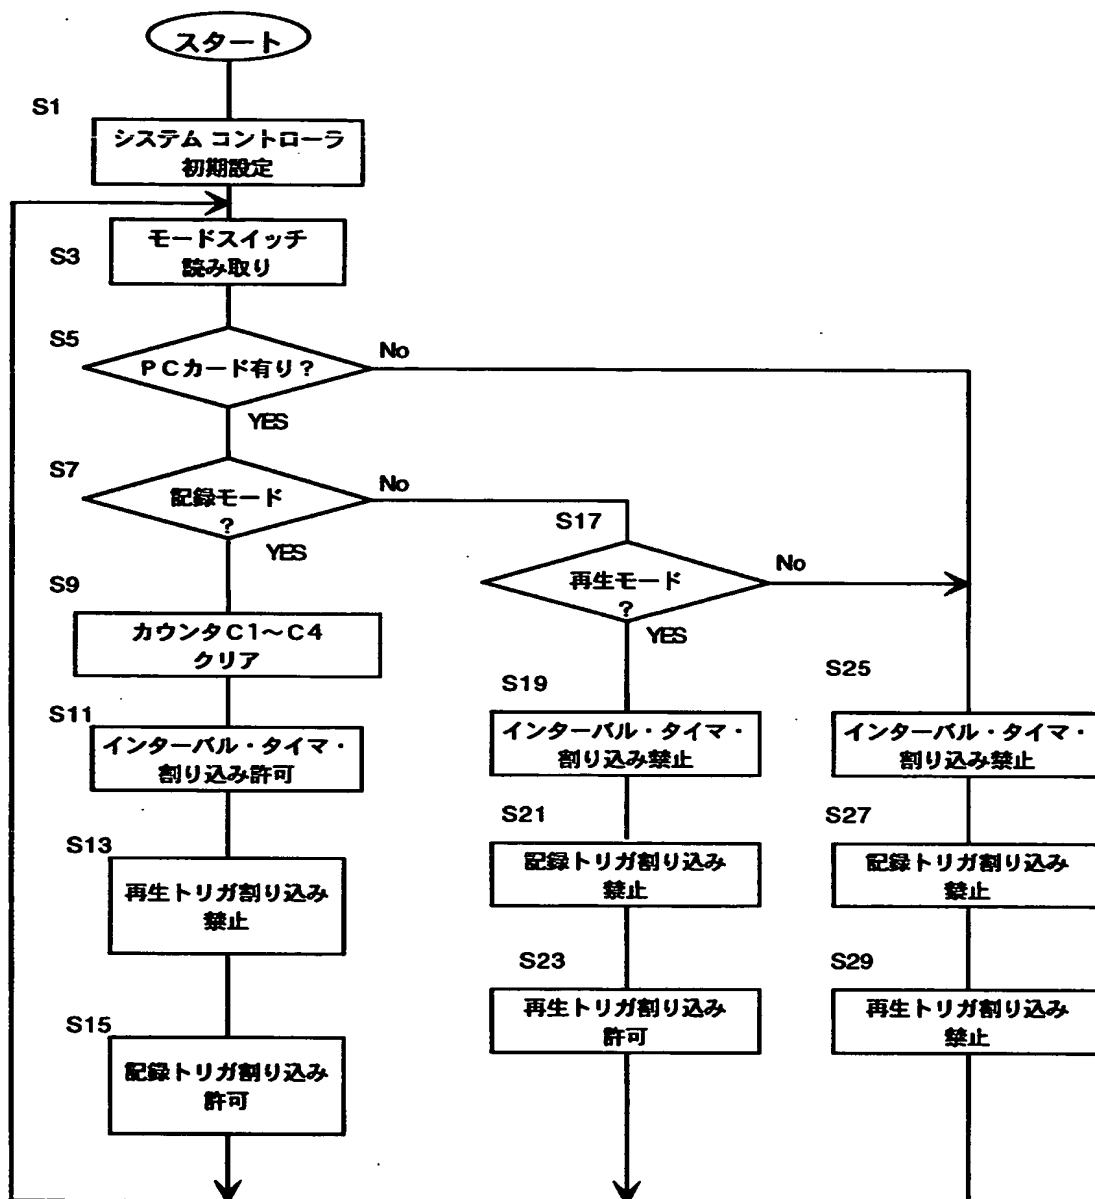 スタート
S1
システム コントローラ
初期設定
S3
モードスイッチ
読み取り
S5
PCカード有り?
No
YES
S7
記録モード
?
No
YES
S17
再生モード
?
No
YES
S9
カウンタC1~C4
クリア
S11
インターバル・タイマ・
割り込み許可
S13
再生トリガ割り込み
禁止
S15
記録トリガ割り込み
許可
S19
インターバル・タイマ・
割り込み禁止
S21
記録トリガ割り込み
禁止
S23
再生トリガ割り込み
許可
S25
インターバル・タイマ・
割り込み禁止
S27
記録トリガ割り込み
禁止
S29
再生トリガ割り込み
禁止